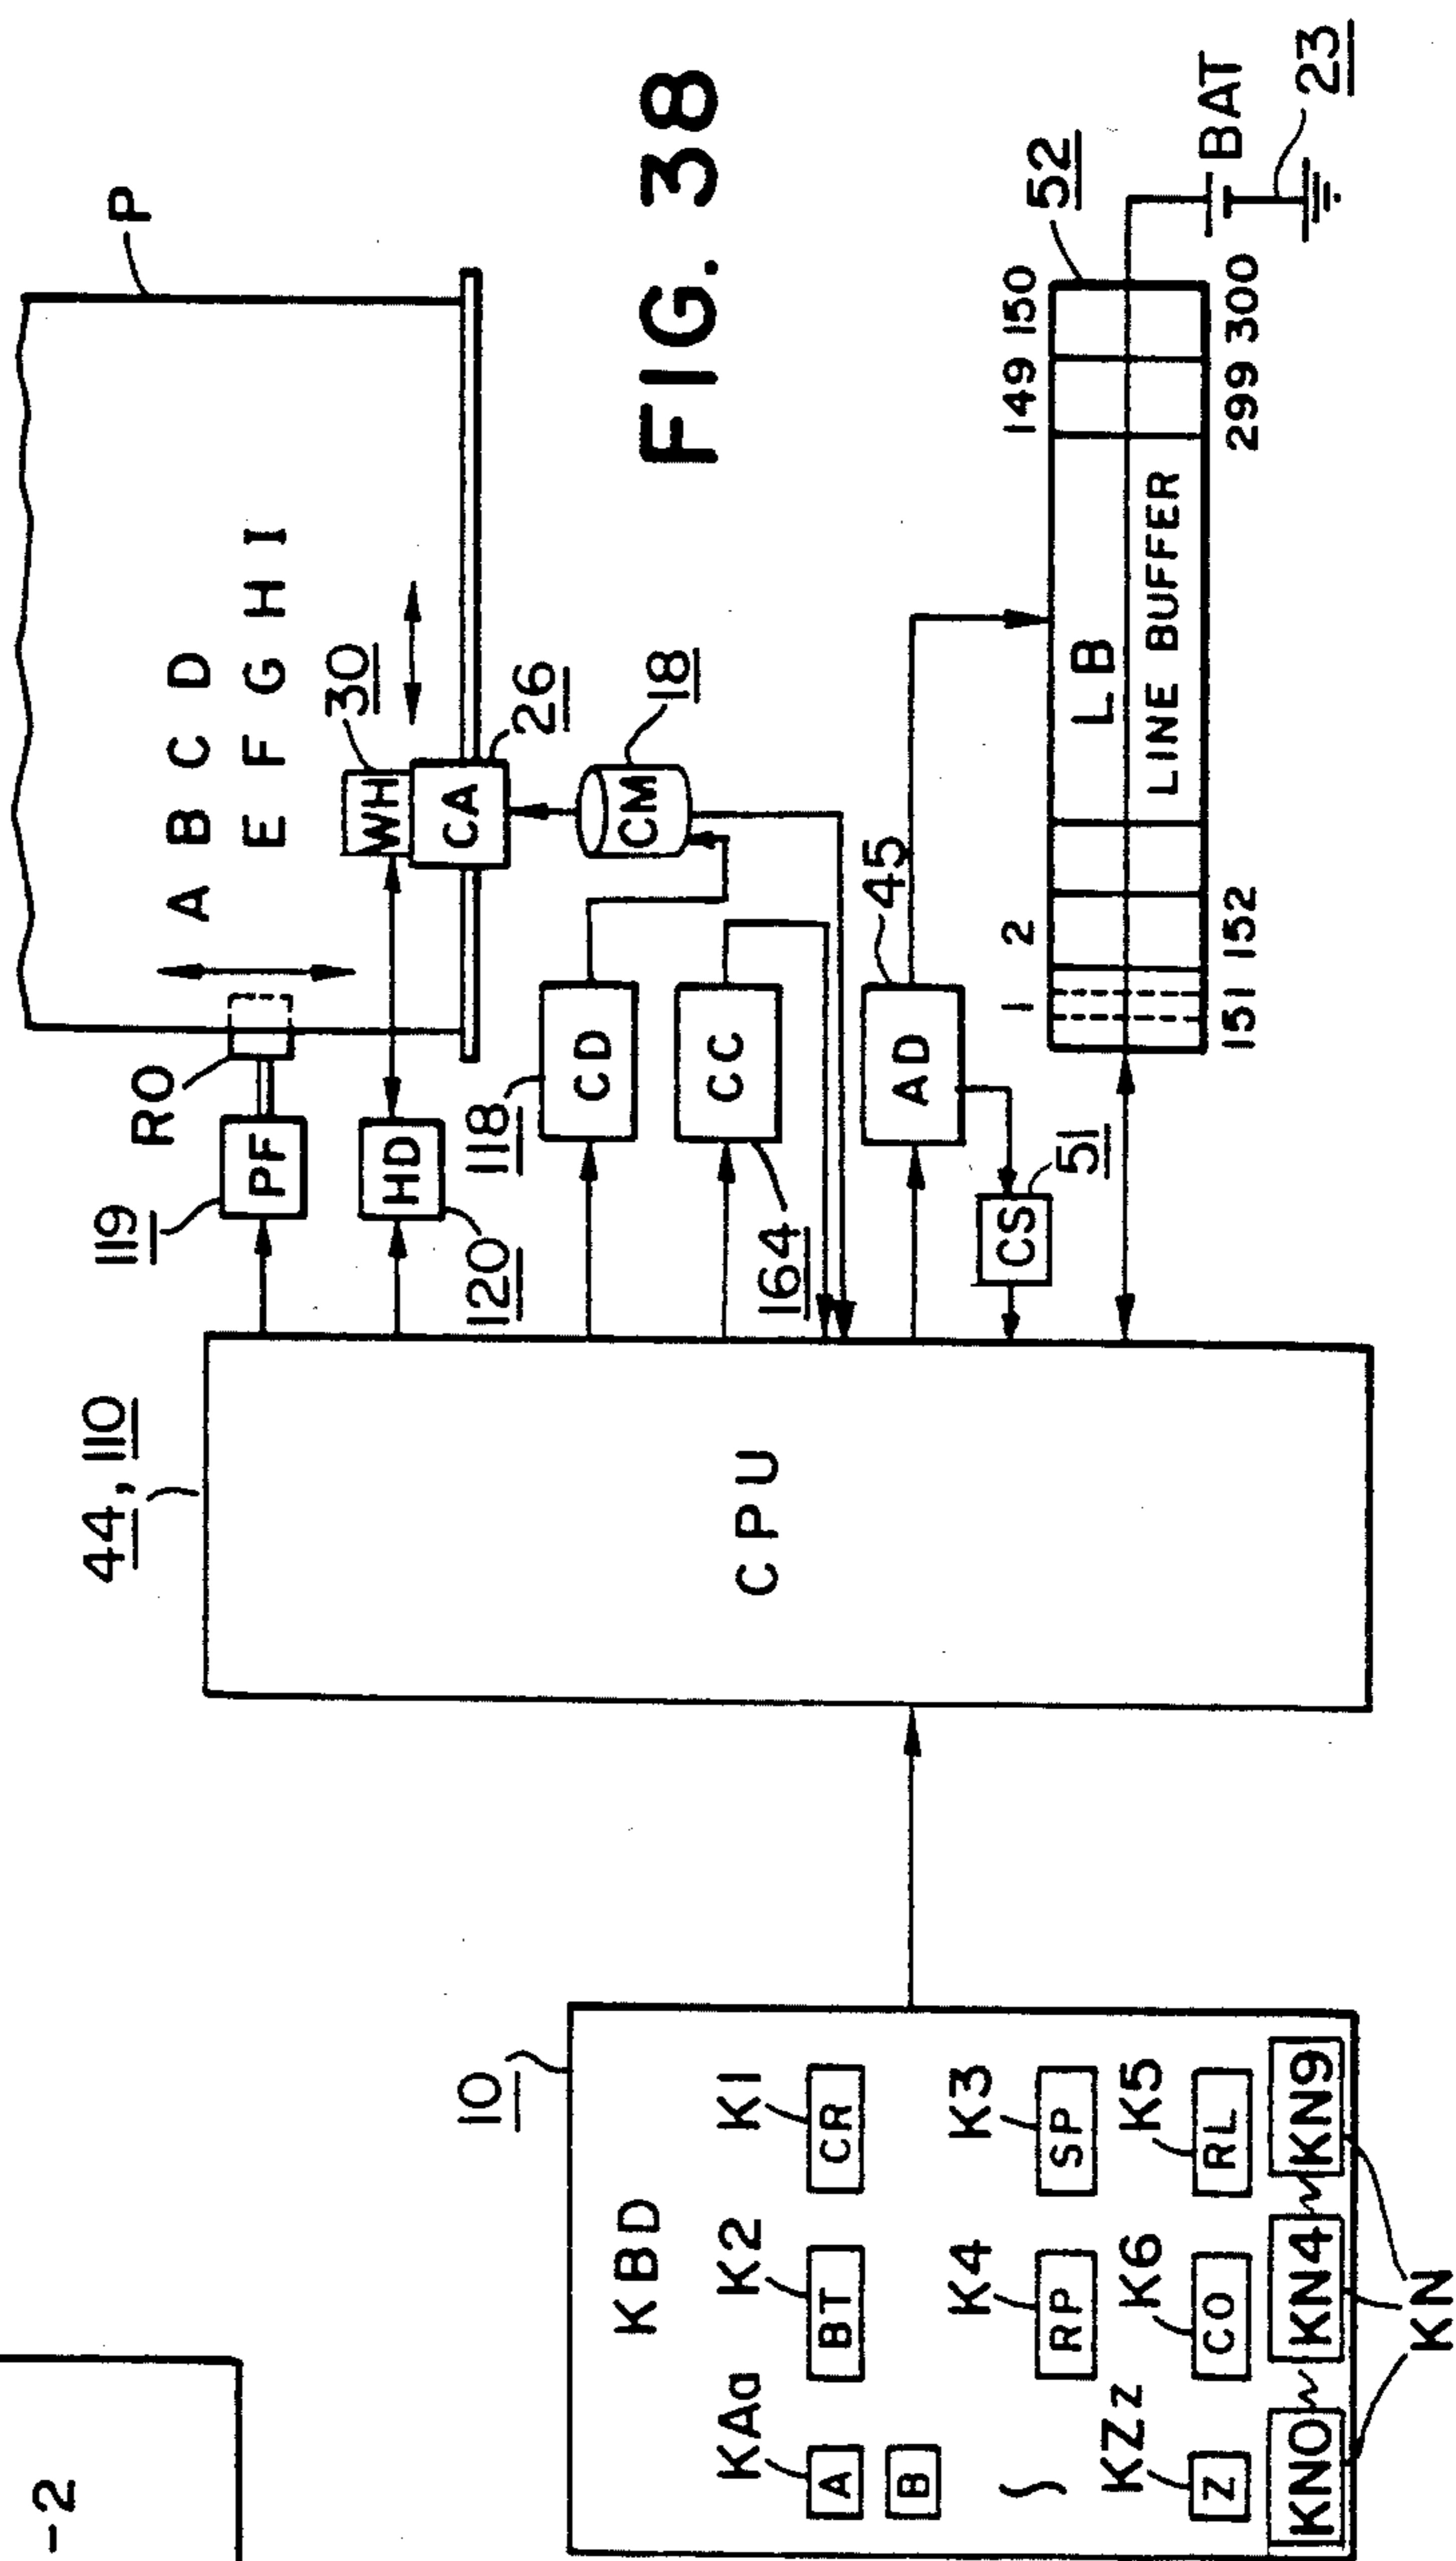 -2
FIG. 38
10
KBD
KAa
K2
K1
A
BT
CR
B
K4
K3
RP
SP
KZz
K6
K5
Z
CO
RL
KN0
KN4
KN9
KN
44, 110
CPU
119
PF
RO
P
A B C D
E F G H I
120
HD
30
WH
CA
26
118
CD
CM
18
164
CC
45
AD
51
CS
1
2
149
150
52
LB
LINE BUFFER
151
152
299
300
BAT
23